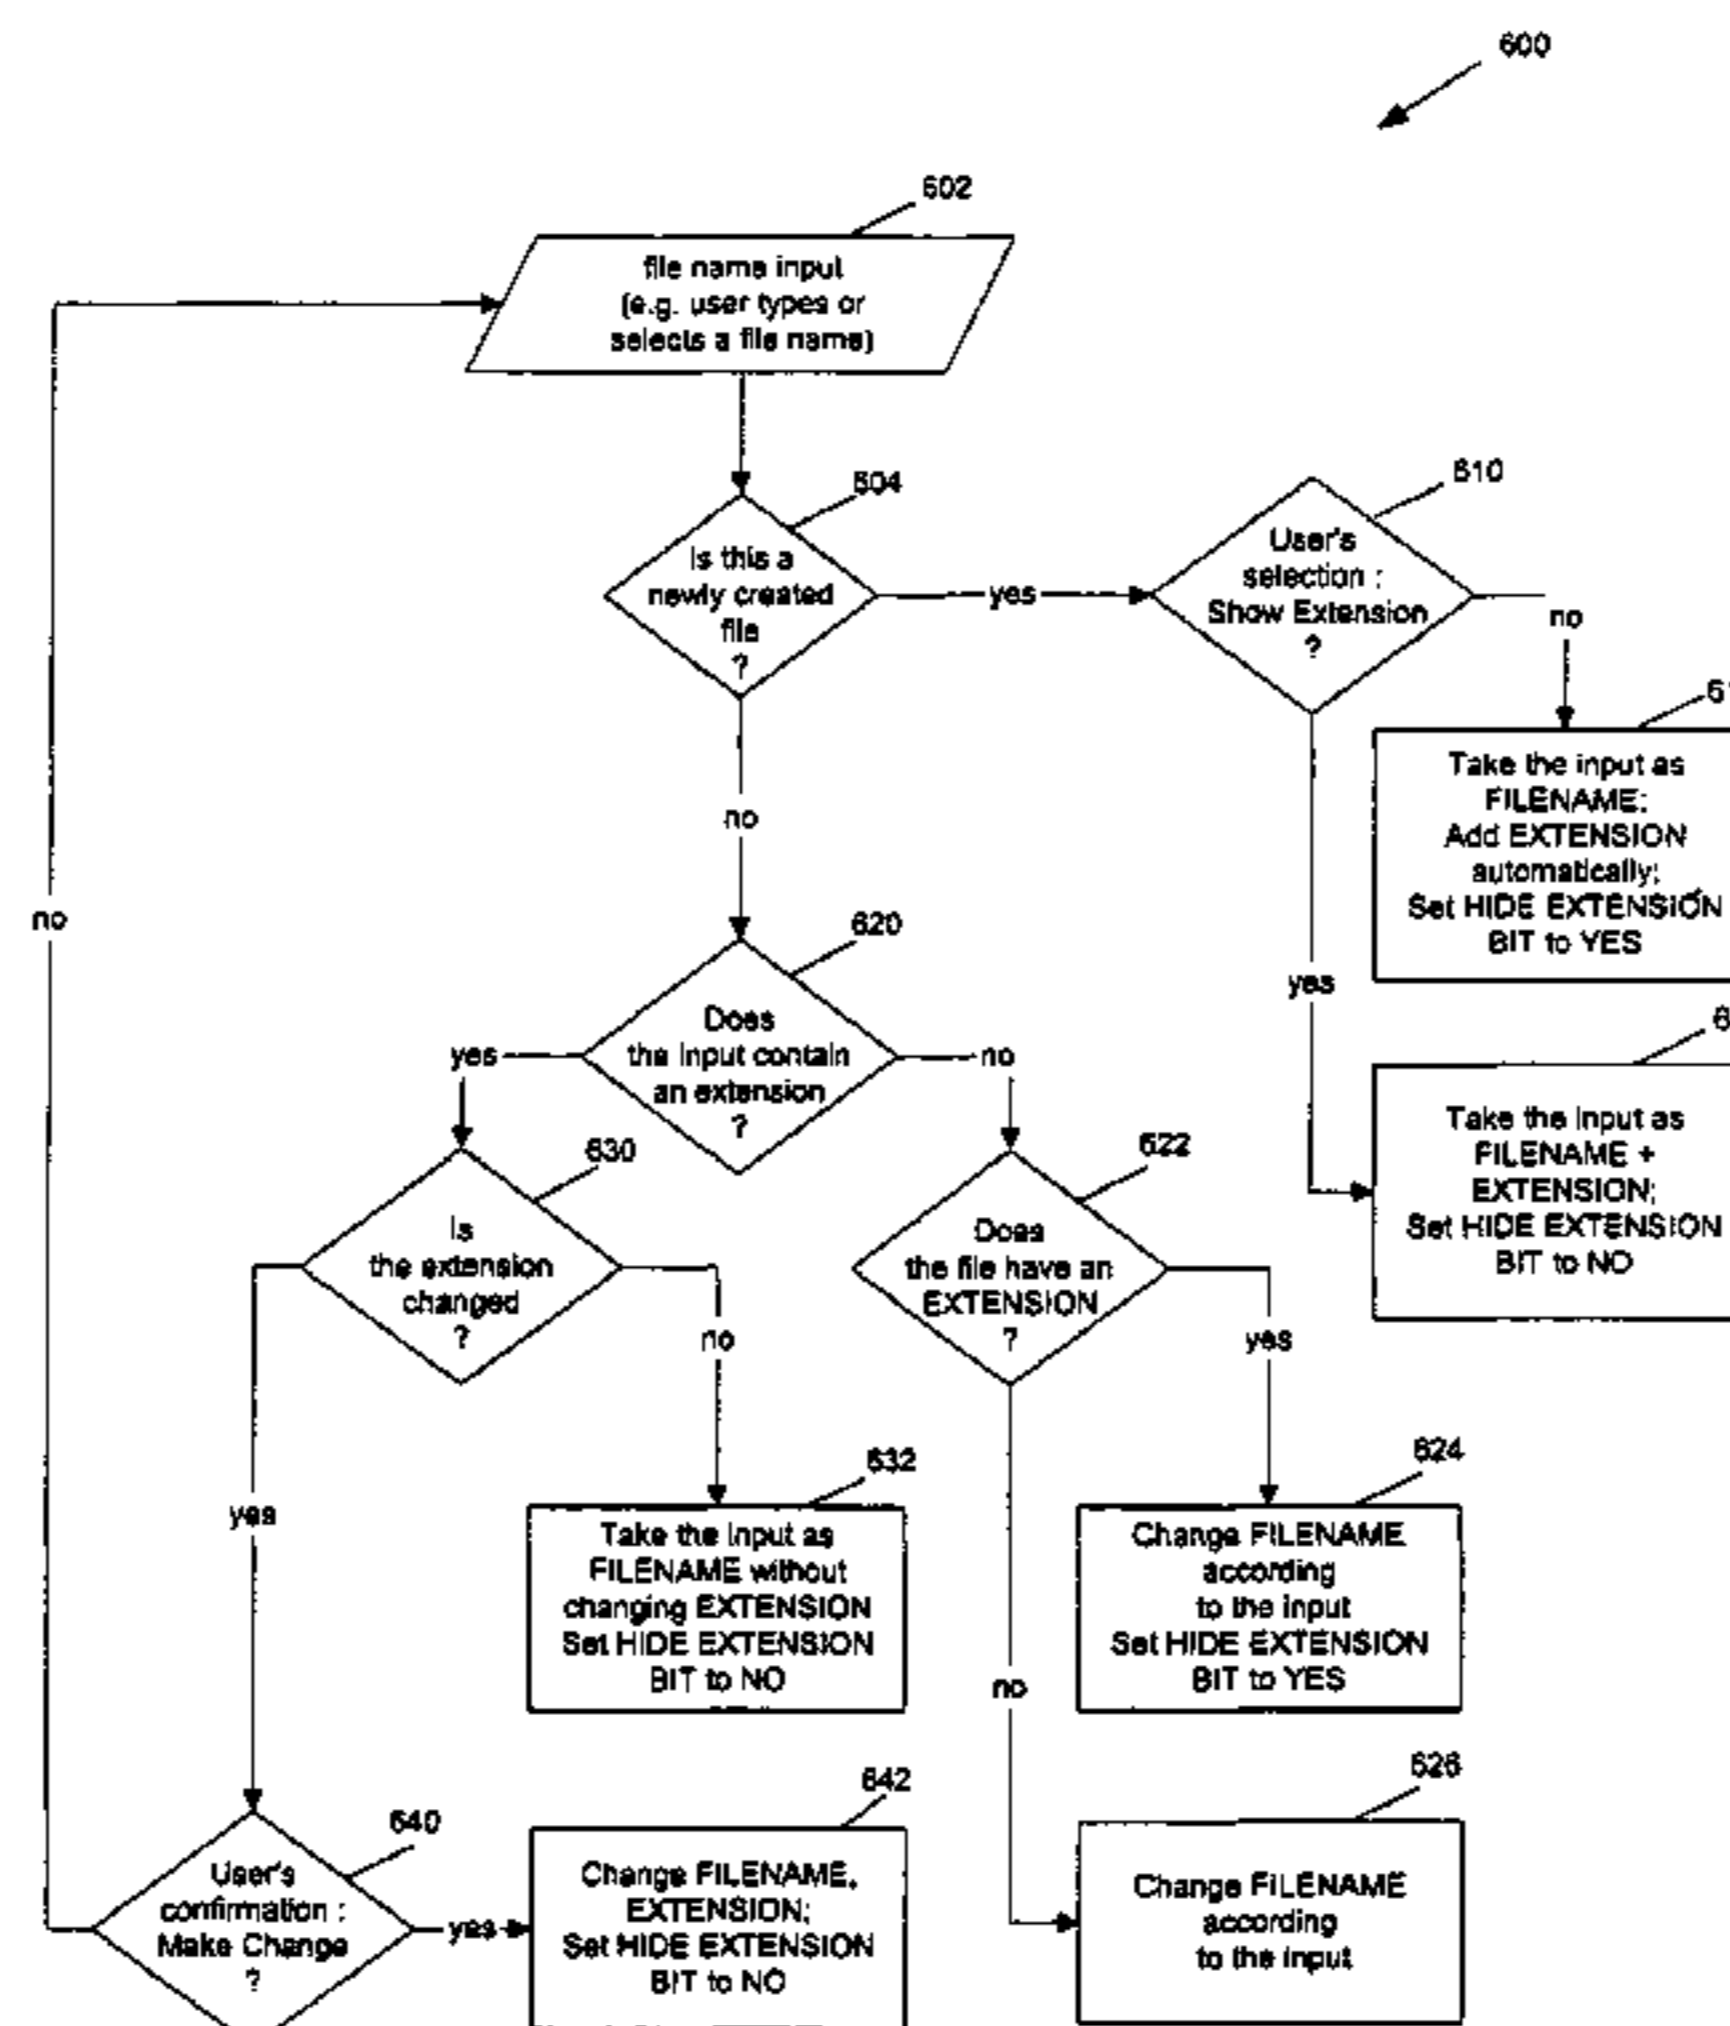 600
602
file name input
(e.g. user types or
selects a file name)
604
Is this a
newly created
file
?
yes
610
User's
selection :
Show Extension
?
no
Take the input as
FILENAME;
Add EXTENSION
automatically;
Set HIDE EXTENSION
BIT to YES
no
yes
Take the input as
FILENAME +
EXTENSION;
Set HIDE EXTENSION
BIT to NO
no
620
Does
the input contain
an extension
?
yes
no
630
Is
the extension
changed
?
622
Does
the file have an
EXTENSION
?
no
yes
yes
632
Take the input as
FILENAME without
changing EXTENSION
Set HIDE EXTENSION
BIT to NO
624
Change FILENAME
according
to the input
Set HIDE EXTENSION
BIT to YES
no
640
User's
confirmation :
Make Change
?
yes
642
Change FILENAME,
EXTENSION;
Set HIDE EXTENSION
BIT to NO
626
Change FILENAME
according
to the input